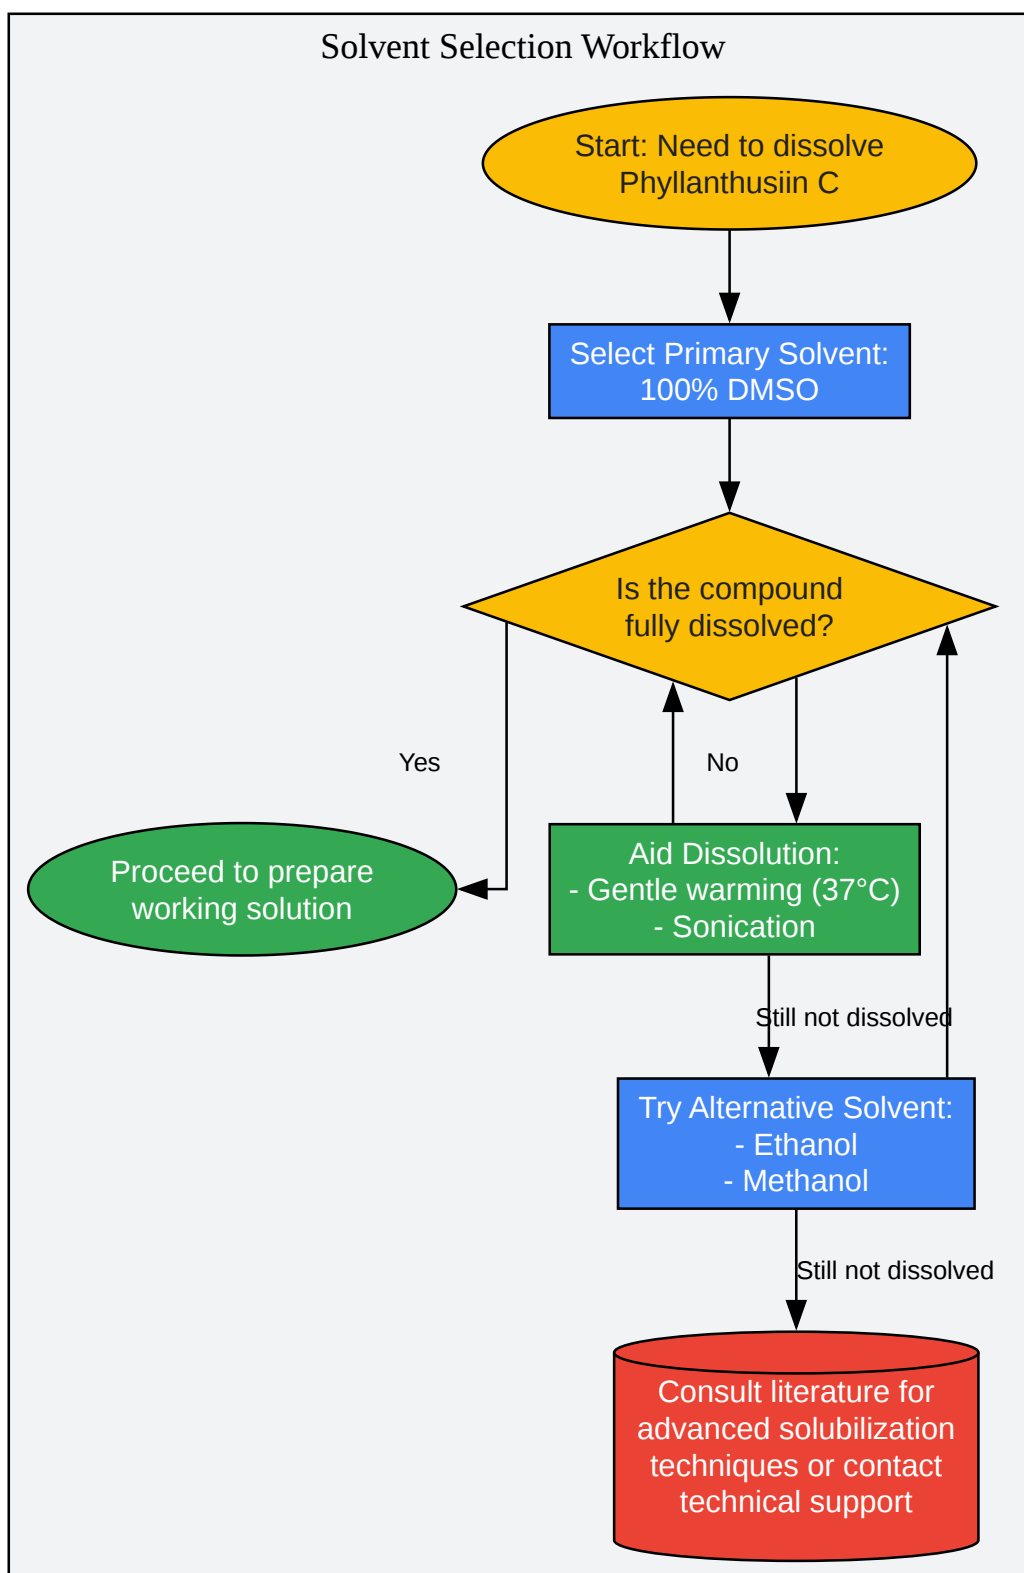 Solvent Selection Workflow
Start: Need to dissolve
Phyllanthusiin C
Select Primary Solvent:
100% DMSO
Is the compound
fully dissolved?
Yes
No
Proceed to prepare
working solution
Aid Dissolution:
- Gentle warming (37°C)
- Sonication
Still not dissolved
Try Alternative Solvent:
- Ethanol
- Methanol
Still not dissolved
Consult literature for
advanced solubilization
techniques or contact
technical support